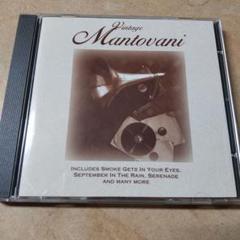 Vintage
Mantovani
INCLUDES SMOKE GETS IN YOUR EYES,
SEPTEMBER IN THE RAIN, SERENADE
AND MANY MORE